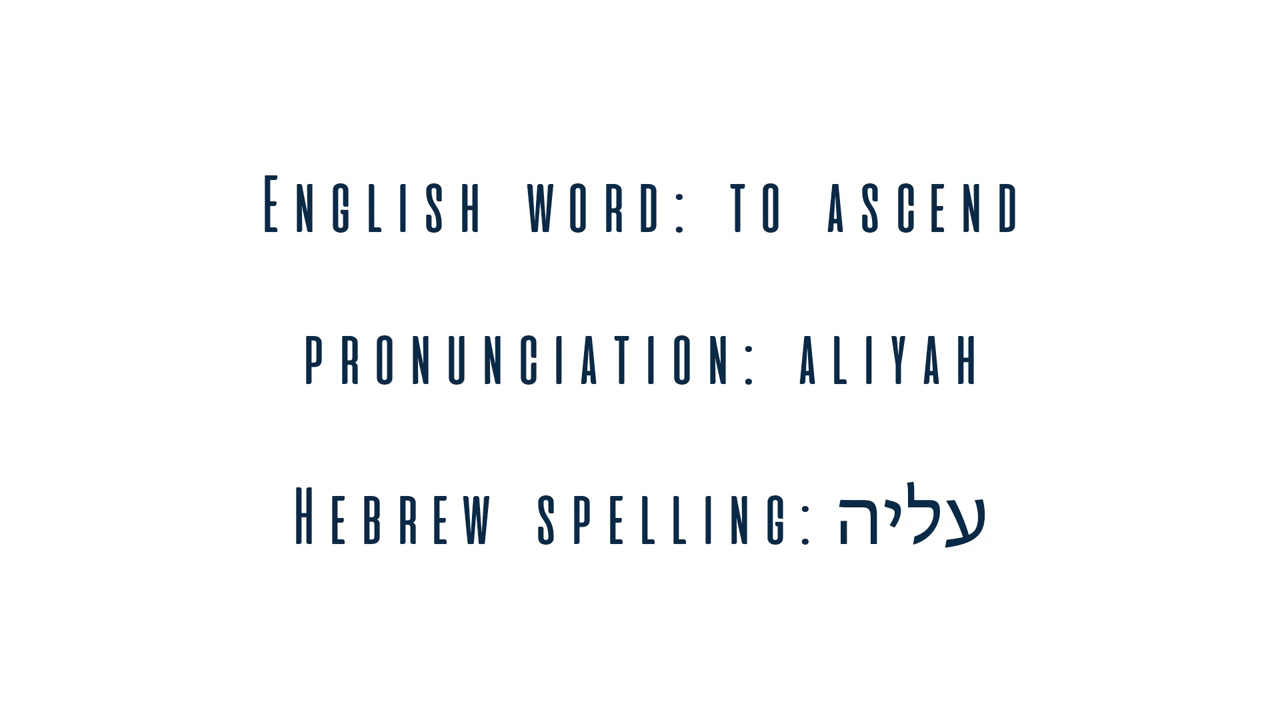 English word: to ascend
pronunciation: aliyah
Hebrew spelling: עליה